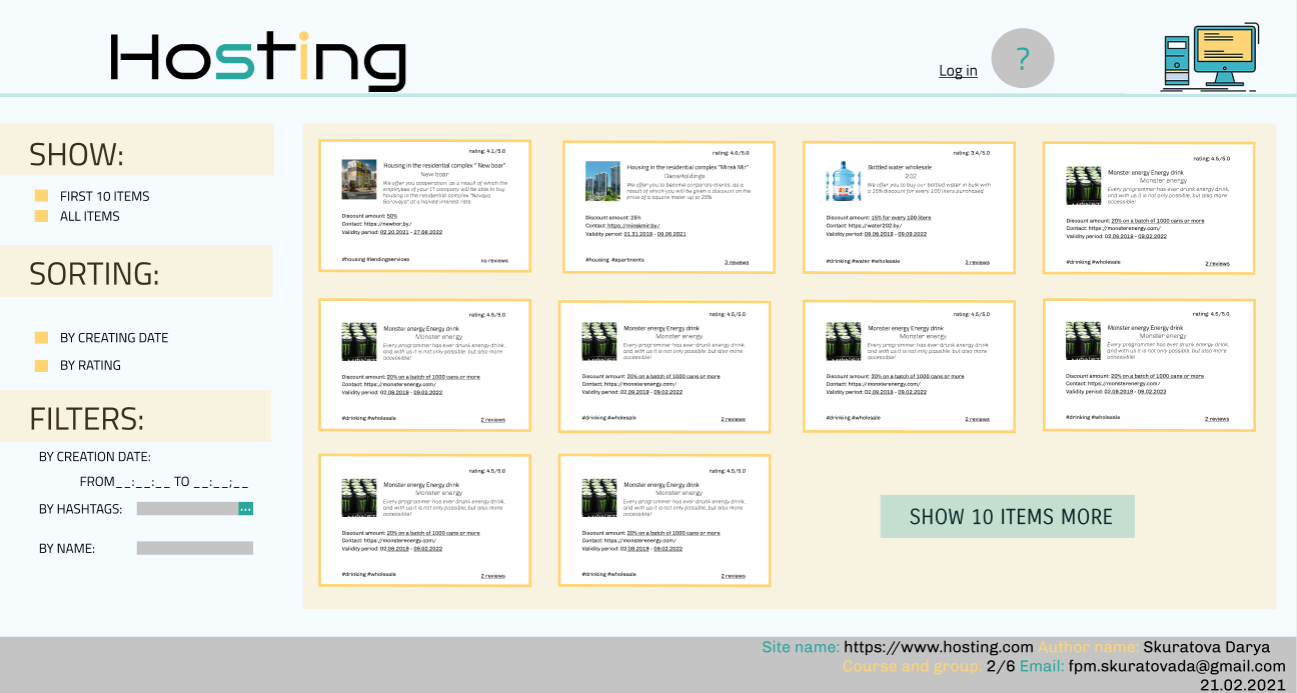 Hosting
Log in
?
SHOW:
FIRST 10 ITEMS
ALL ITEMS
SORTING:
BY CREATING DATE
BY RATING
FILTERS:
BY CREATION DATE:
FROM__:__:__ TO __:__:__
BY HASHTAGS:
...
BY NAME:
rating: 4.1/5.0
Housing in the residential complex " New boar"
New boar
We offer you cooperation, as a result of which the
employees of your IT company will be able to buy
housing in the residential complex "Novaya
Borovaya" at a halved interest rate
Discount amount: 50%
Contact: https://newbor.by/
Validity period: 02.20.2021 - 27.06.2022
#housing #lendingservices
no reviews
rating: 4.0/5.0
Housing in the residential complex "Minsk Mir"
DanaHoldings
We offer you to become corporate clients, as a
result of which you will be given a discount on the
price of a square meter up to 25%
Discount amount: 25%
Contact: https://minskmir.by/
Validity period: 01.31.2019 - 09.06.2021
#housing #apartments
2 reviews
rating: 3.4/5.0
Bottled water wholesale
202
We offer you to buy our bottled water in bulk with
a 15% discount for every 100 liters purchased
202
Discount amount: 15% for every 100 liters
Contact: https://water202.by/
Validity period: 09.09.2018 - 09.09.2022
#drinking #water #wholesale
2 reviews
rating: 4.5/5.0
Monster energy Energy drink
Monster energy
Every programmer has ever drunk energy drink,
and with us it is not only possible, but also more
accessible!
Discount amount: 20% on a batch of 1000 cans or more
Contact: https://monsterenergy.com/
Validity period: 03.09.2019 - 09.02.2022
#drinking #wholesale
2 reviews
rating: 4.5/5.0
Monster energy Energy drink
Monster energy
Every programmer has ever drunk energy drink,
and with us it is not only possible, but also more
accessible!
Discount amount: 20% on a batch of 1000 cans or more
Contact: https://monsterenergy.com/
Validity period: 02.09.2019 - 09.02.2022
#drinking #wholesale
2 reviews
rating: 4.5/5.0
Monster energy Energy drink
Monster energy
Every programmer has ever drunk energy drink,
and with us it is not only possible, but also more
accessible!
Discount amount: 20% on a batch of 1000 cans or more
Contact: https://monsterenergy.com/
Validity period: 02.09.2019 - 09.02.2022
#drinking #wholesale
2 reviews
rating: 4.5/5.0
Monster energy Energy drink
Monster energy
Every programmer has ever drunk energy drink,
and with us it is not only possible, but also more
accessible!
Discount amount: 20% on a batch of 1000 cans or more
Contact: https://monsterenergy.com/
Validity period: 02.09.2019 - 09.02.2022
#drinking #wholesale
2 reviews
rating: 4.5/5.0
Monster energy Energy drink
Monster energy
Every programmer has ever drunk energy drink,
and with us it is not only possible, but also more
accessible!
Discount amount: 20% on a batch of 1000 cans or more
Contact: https://monsterenergy.com/
Validity period: 02.09.2019 - 09.02.2022
#drinking #wholesale
2 reviews
rating: 4.5/5.0
Monster energy Energy drink
Monster energy
Every programmer has ever drunk energy drink,
and with us it is not only possible, but also more
accessible!
Discount amount: 20% on a batch of 1000 cans or more
Contact: https://monsterenergy.com/
Validity period: 02.09.2019 - 09.02.2022
#drinking #wholesale
2 reviews
rating: 4.5/5.0
Monster energy Energy drink
Monster energy
Every programmer has ever drunk energy drink,
and with us it is not only possible, but also more
accessible!
Discount amount: 20% on a batch of 1000 cans or more
Contact: https://monsterenergy.com/
Validity period: 02.09.2019 - 09.02.2022
#drinking #wholesale
2 reviews
SHOW 10 ITEMS MORE
Site name: https://www.hosting.com Author name: Skuratova Darya
Course and group: 2/6 Email: fpm.skuratovada@gmail.com
21.02.2021